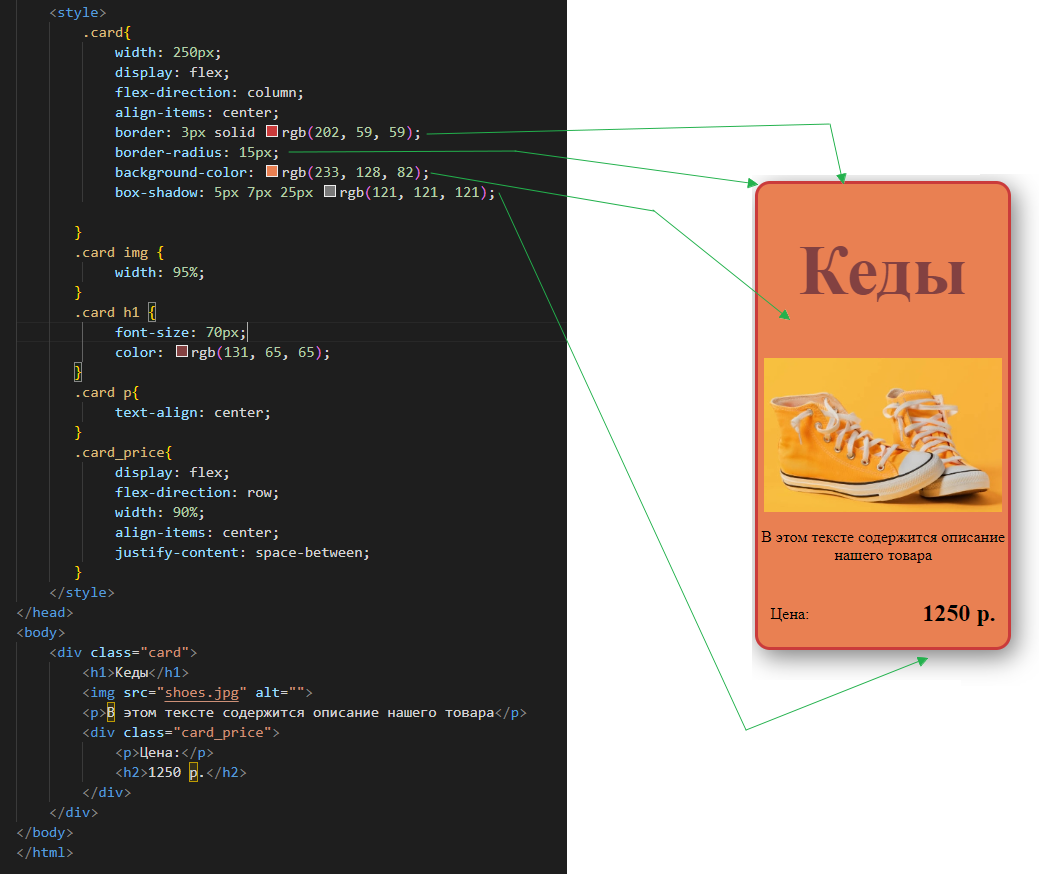 <style>
.card{
width: 250px;
display: flex;
flex-direction: column;
align-items: center;
border: 3px solid rgb(202, 59, 59);
border-radius: 15px;
background-color: rgb(233, 128, 82);
box-shadow: 5px 7px 25px rgb(121, 121, 121);
}
.card img {
width: 95%;
}
.card h1 {
font-size: 70px;
color: rgb(131, 65, 65);
}
.card p{
text-align: center;
}
.card_price{
display: flex;
flex-direction: row;
width: 90%;
align-items: center;
justify-content: space-between;
}
</style>
</head>
<body>
<div class="card">
<h1>Кеды</h1>
<img src="shoes.jpg" alt="">
<p>В этом тексте содержится описание нашего товара</p>
<div class="card_price">
<p>Цена:</p>
<h2>1250 р.</h2>
</div>
</div>
</body>
</html>
Кеды
В этом тексте содержится описание
нашего товара
Цена: 1250 р.